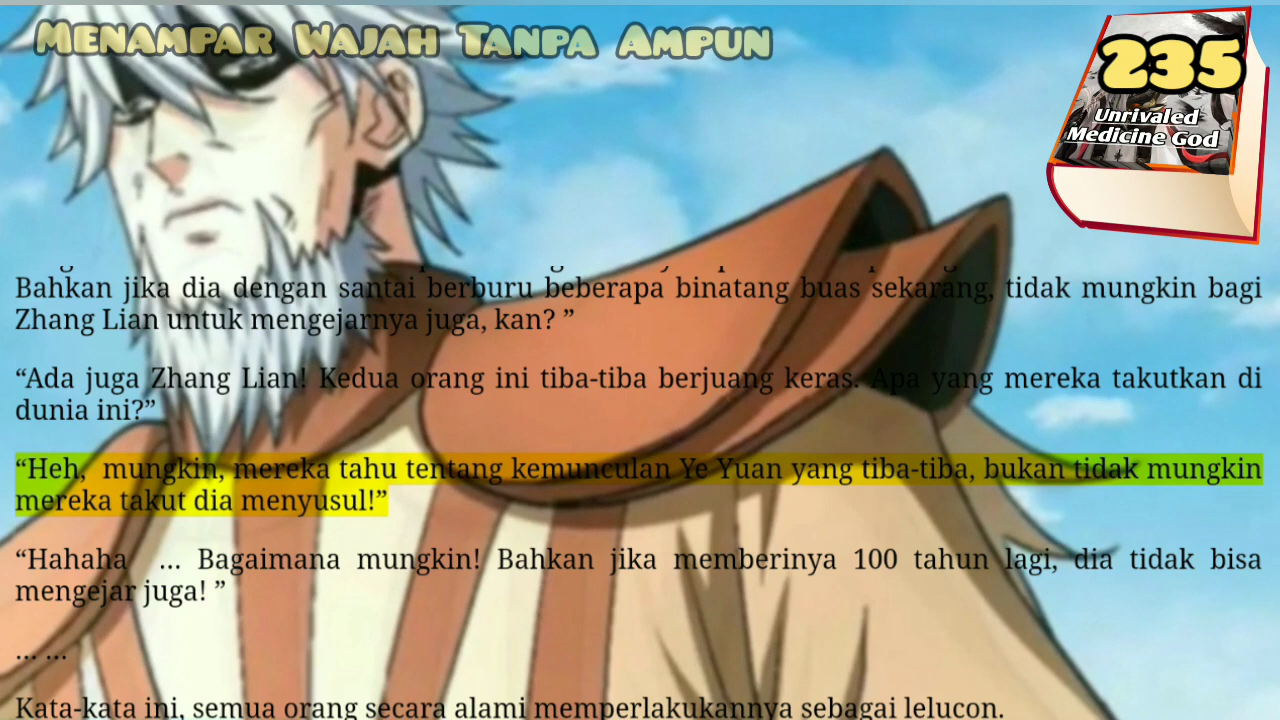 Menampar Wajah Tanpa Ampun
235
Unrivaled
Medicine God
Bahkan jika dia dengan santai berburu beberapa binatang buas sekarang, tidak mungkin bagi
Zhang Lian untuk mengejarnya juga, kan? ”
“Ada juga Zhang Lian! Kedua orang ini tiba-tiba berjuang keras. Apa yang mereka takutkan di
dunia ini?”
“Heh,  mungkin, mereka tahu tentang kemunculan Ye Yuan yang tiba-tiba, bukan tidak mungkin
mereka takut dia menyusul!”
“Hahaha  … Bagaimana mungkin! Bahkan jika memberinya 100 tahun lagi, dia tidak bisa
mengejar juga! ”
… …
Kata-kata ini, semua orang secara alami memperlakukannya sebagai lelucon.